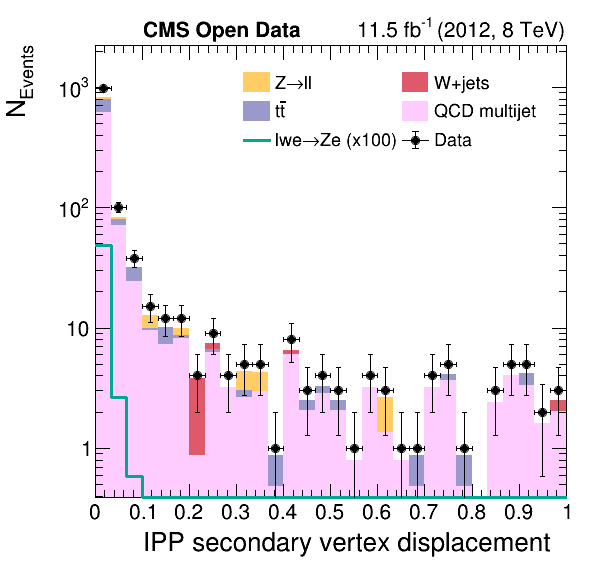 CMS Open Data 11.5 fb⁻¹ (2012, 8 TeV)
N_Events
Z→ll W+jets
tt̄ QCD multijet
lwe→Ze (x100) Data
10³
10²
10
1
0 0.1 0.2 0.3 0.4 0.5 0.6 0.7 0.8 0.9 1
IPP secondary vertex displacement